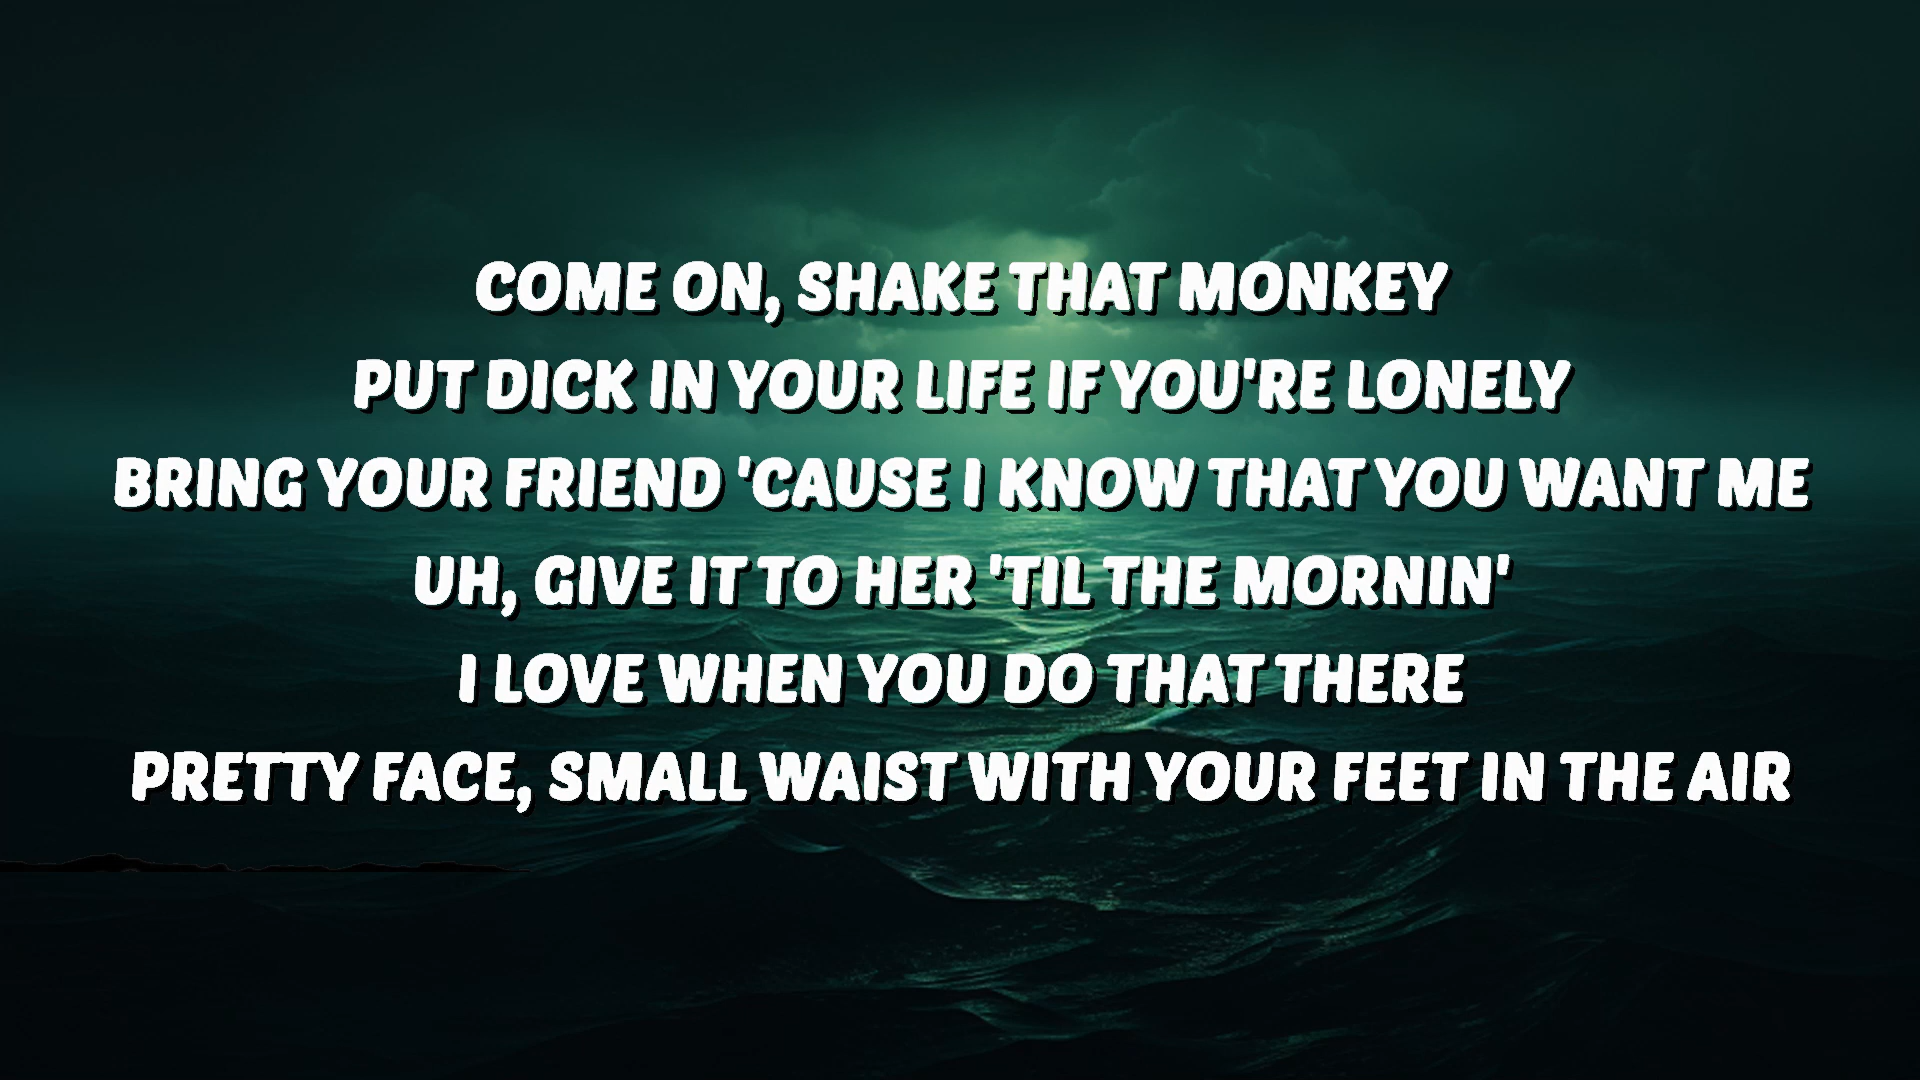 COME ON, SHAKE THAT MONKEY
PUT DICK IN YOUR LIFE IF YOU'RE LONELY
BRING YOUR FRIEND 'CAUSE I KNOW THAT YOU WANT ME
UH, GIVE IT TO HER 'TIL THE MORNIN'
I LOVE WHEN YOU DO THAT THERE
PRETTY FACE, SMALL WAIST WITH YOUR FEET IN THE AIR